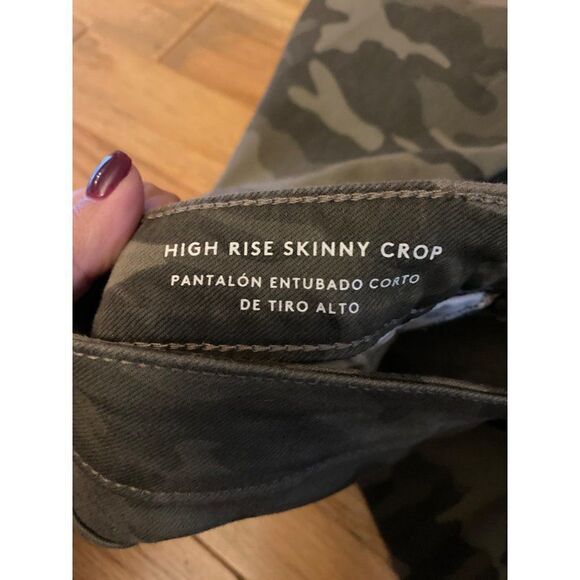 HIGH RISE SKINNY CROP
PANTALÓN ENTUBADO CORTO
DE TIRO ALTO